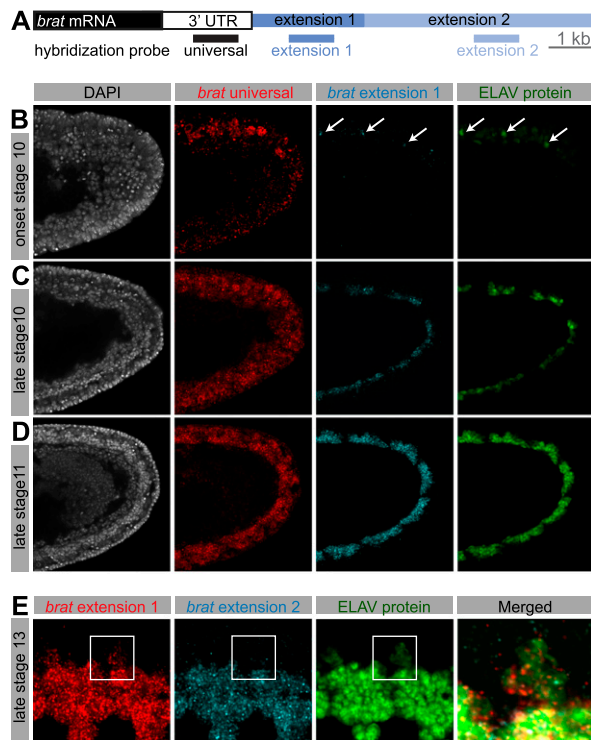 A
brat mRNA 3' UTR extension 1 extension 2
hybridization probe universal extension 1 extension 2 1 kb
DAPI brat universal brat extension 1 ELAV protein
B
onset stage 10
C
late stage10
D
late stage11
E
brat extension 1 brat extension 2 ELAV protein Merged
late stage 13